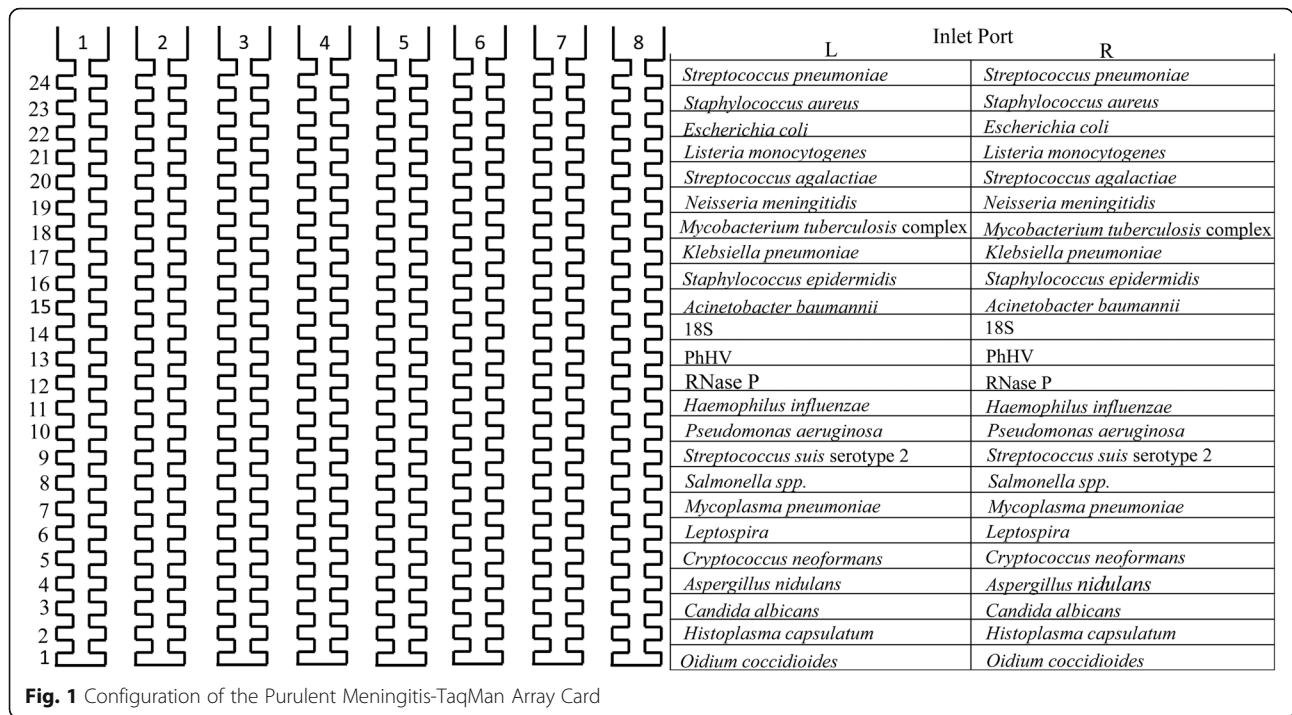 1 2 3 4 5 6 7 8 Inlet Port
L R
24 Streptococcus pneumoniae Streptococcus pneumoniae
23 Staphylococcus aureus Staphylococcus aureus
22 Escherichia coli Escherichia coli
21 Listeria monocytogenes Listeria monocytogenes
20 Streptococcus agalactiae Streptococcus agalactiae
19 Neisseria meningitidis Neisseria meningitidis
18 Mycobacterium tuberculosis complex Mycobacterium tuberculosis complex
17 Klebsiella pneumoniae Klebsiella pneumoniae
16 Staphylococcus epidermidis Staphylococcus epidermidis
15 Acinetobacter baumannii Acinetobacter baumannii
14 18S 18S
13 PhHV PhHV
12 RNase P RNase P
11 Haemophilus influenzae Haemophilus influenzae
10 Pseudomonas aeruginosa Pseudomonas aeruginosa
9 Streptococcus suis serotype 2 Streptococcus suis serotype 2
8 Salmonella spp. Salmonella spp.
7 Mycoplasma pneumoniae Mycoplasma pneumoniae
6 Leptospira Leptospira
5 Cryptococcus neoformans Cryptococcus neoformans
4 Aspergillus nidulans Aspergillus nidulans
3 Candida albicans Candida albicans
2 Histoplasma capsulatum Histoplasma capsulatum
1 Oidium coccidioides Oidium coccidioides
Fig. 1 Configuration of the Purulent Meningitis-TaqMan Array Card